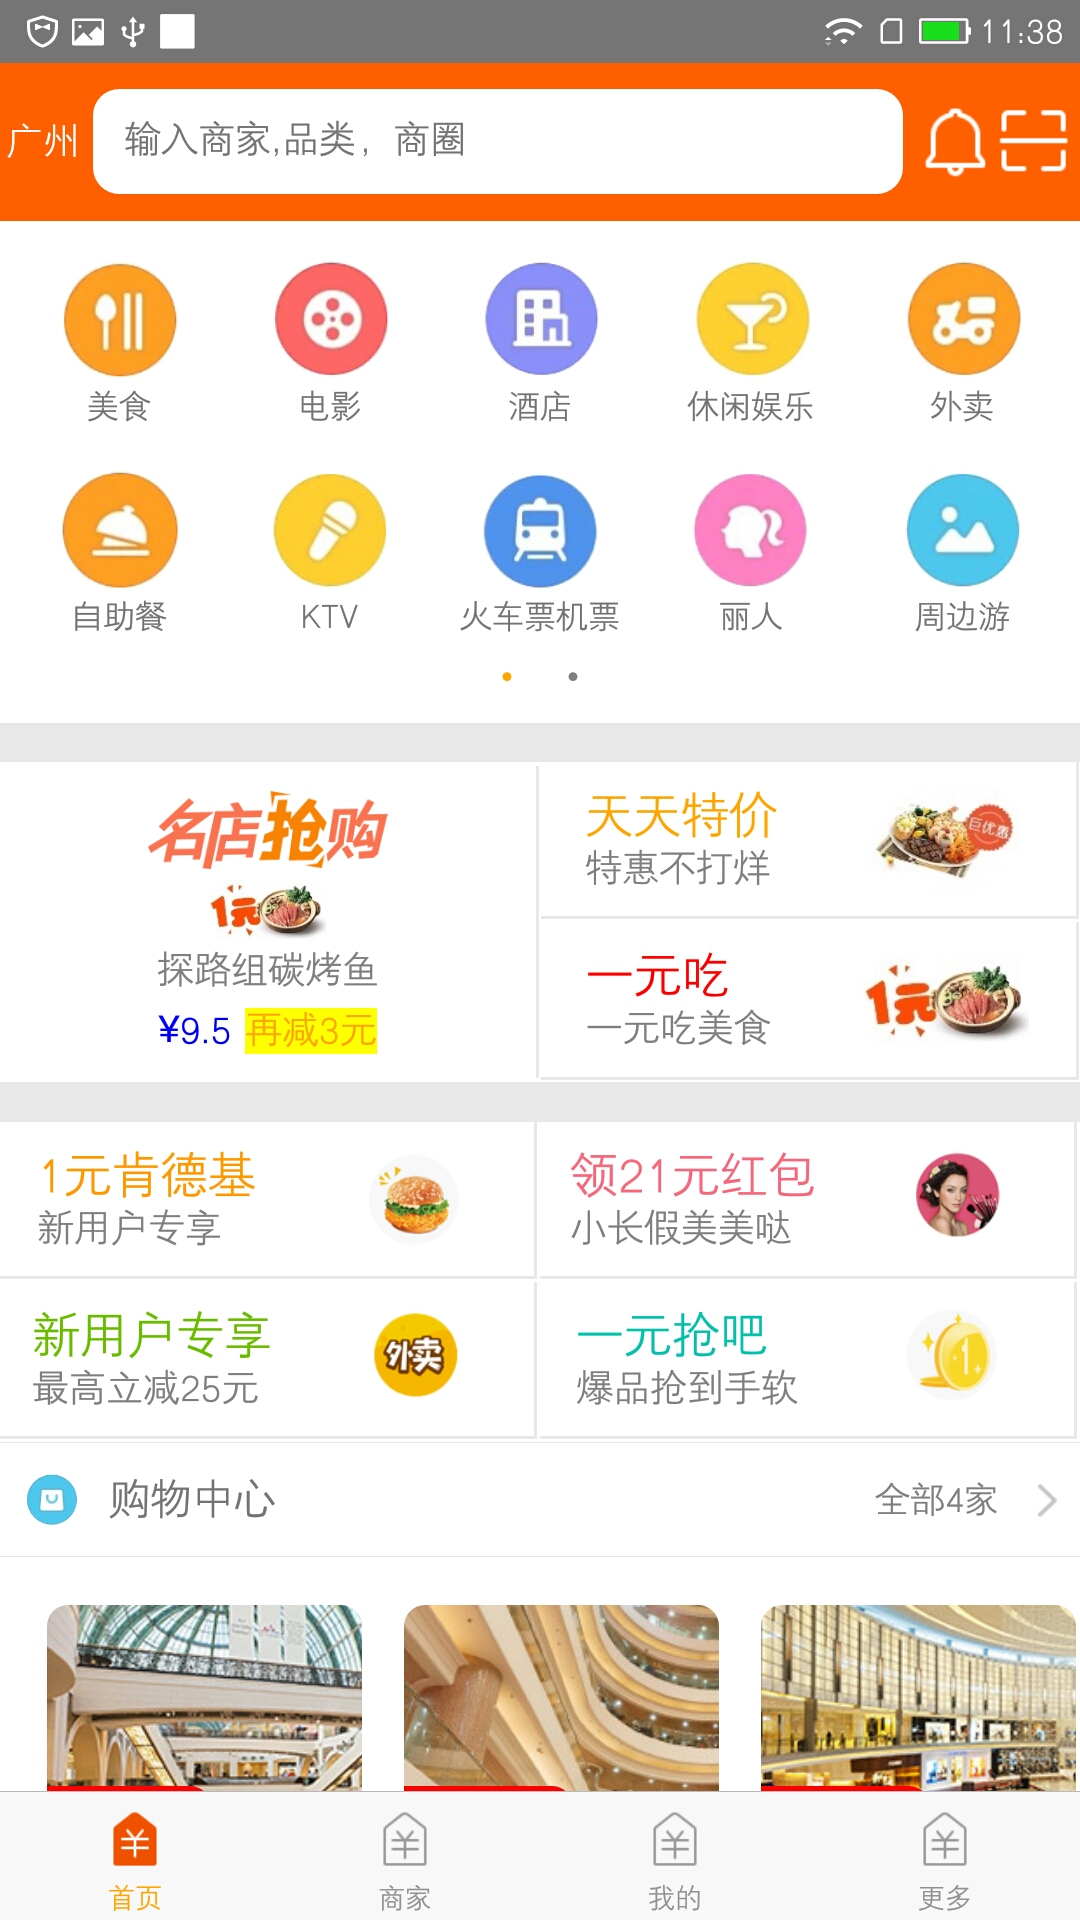 11:38
广州
输入商家,品类，商圈
美食
电影
酒店
休闲娱乐
外卖
自助餐
KTV
火车票机票
丽人
周边游
名店抢购
1元
探路组碳烤鱼
¥9.5 再减3元
天天特价
特惠不打烊
巨优惠
一元吃
一元吃美食
1元
1元肯德基
新用户专享
领21元红包
小长假美美哒
新用户专享
最高立减25元
外卖
一元抢吧
爆品抢到手软
1
购物中心
全部4家
首页
商家
我的
更多